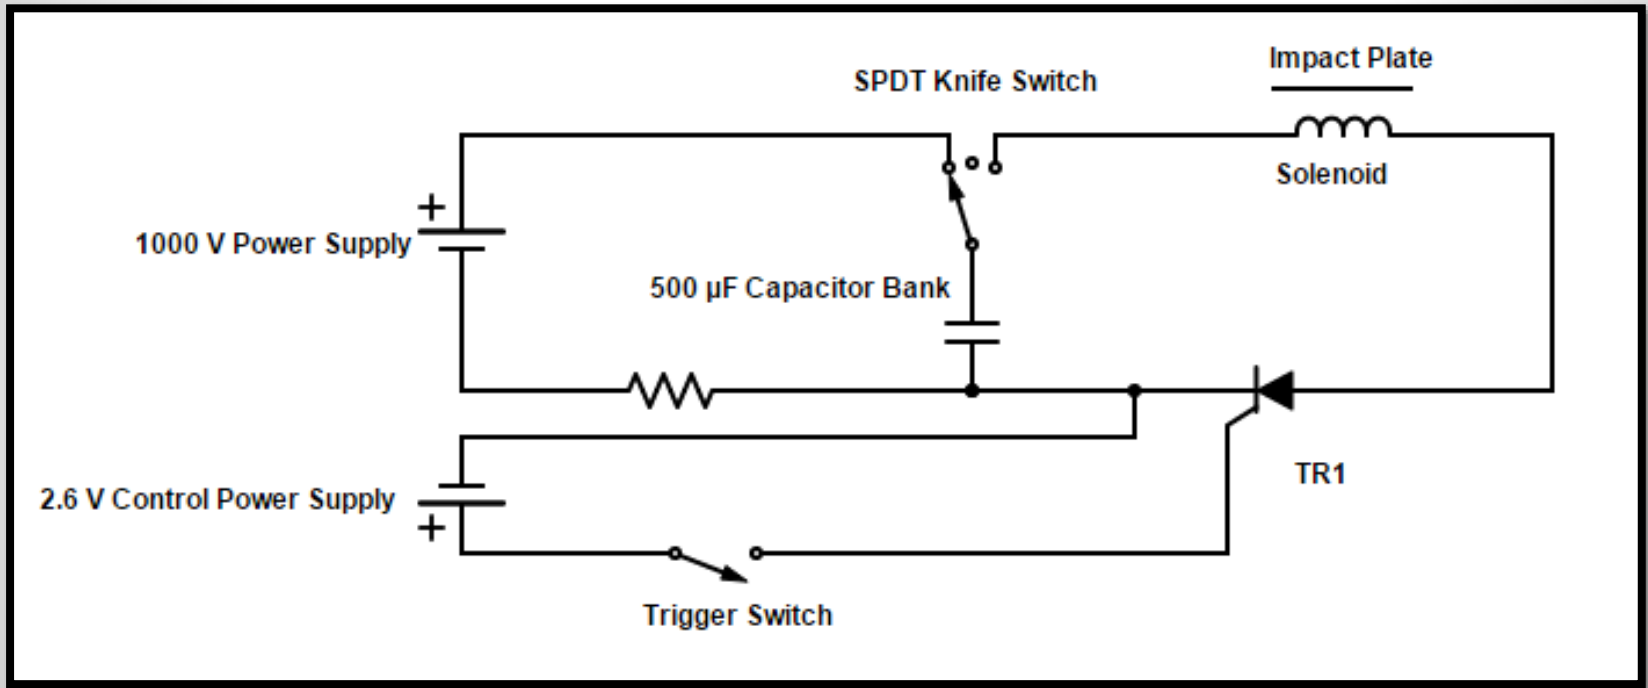 Impact Plate
SPDT Knife Switch
Solenoid
+
1000 V Power Supply
500 µF Capacitor Bank
TR1
2.6 V Control Power Supply
+
Trigger Switch